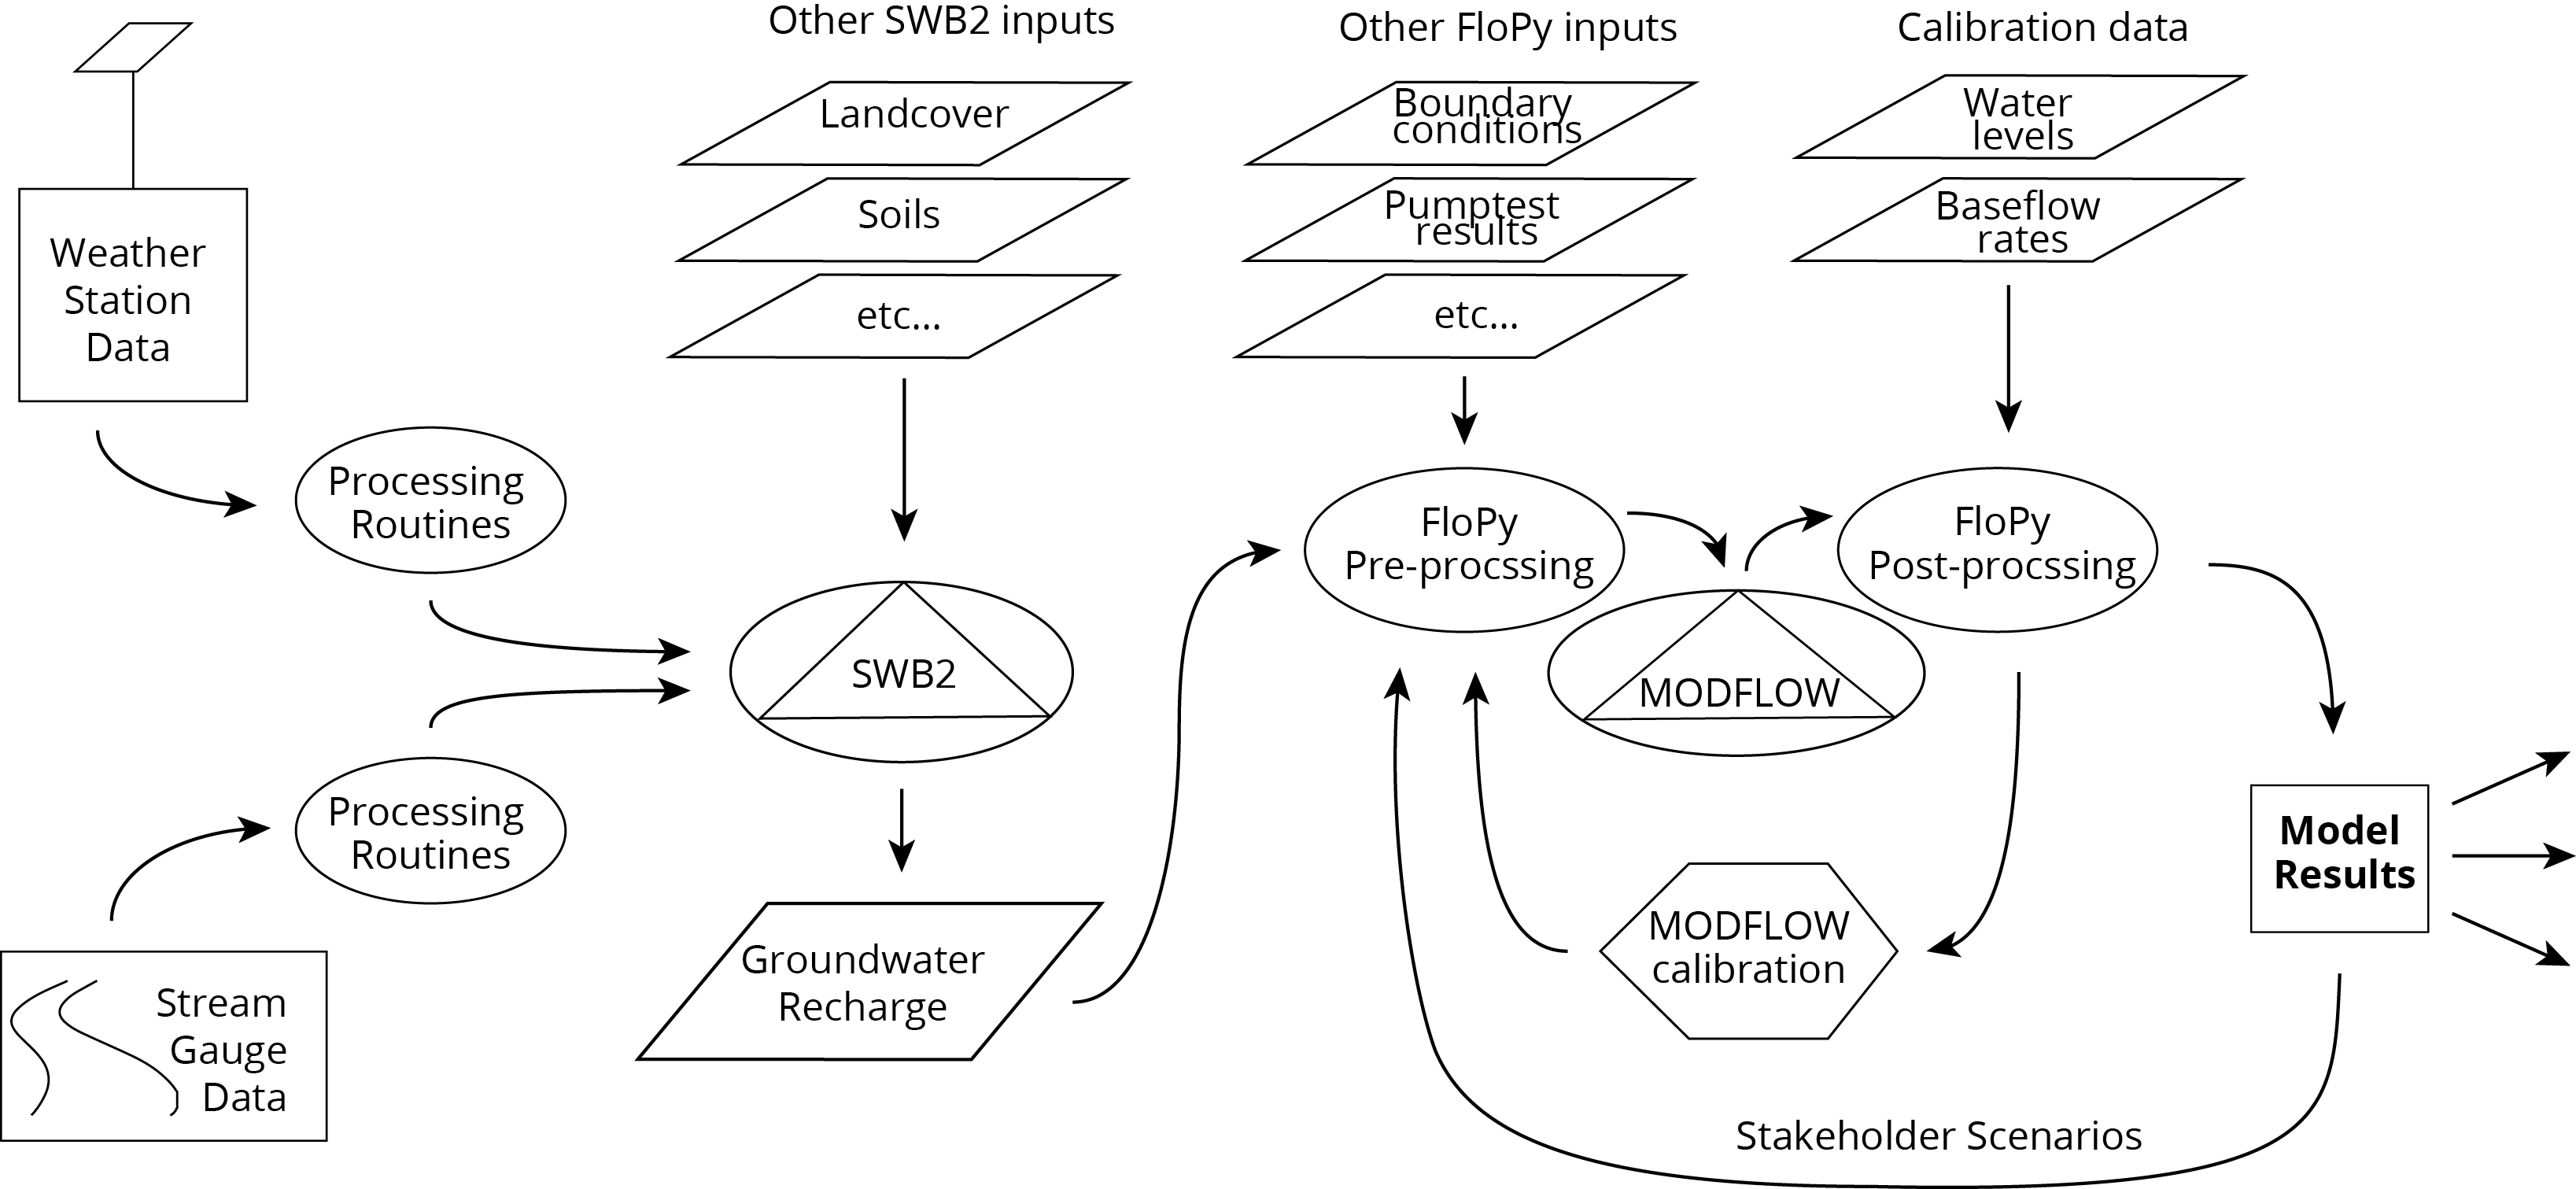 Other SWB2 inputs
Other FloPy inputs
Calibration data
Landcover
Soils
etc...
Boundary
conditions
Pumptest
results
etc...
Water
levels
Baseflow
rates
Weather
Station
Data
Processing
Routines
SWB2
FloPy
Pre-procssing
FloPy
Post-procssing
MODFLOW
Processing
Routines
Stream
Gauge
Data
Groundwater
Recharge
MODFLOW
calibration
Model
Results
Stakeholder Scenarios